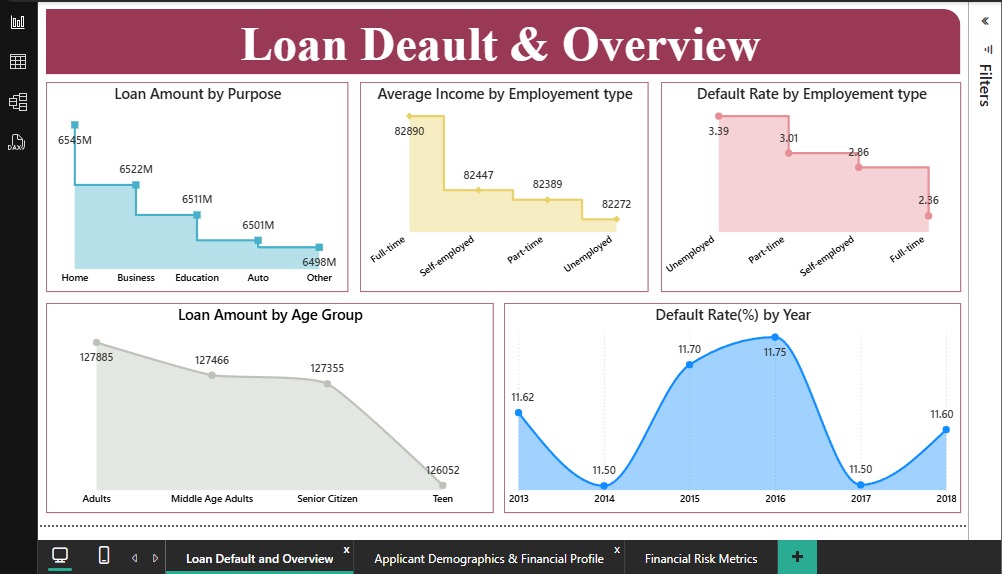 Loan Deault & Overview
Filters
DAX
Loan Amount by Purpose
6545M
6522M
6511M
6501M
6498M
Home Business Education Auto Other
Average Income by Employement type
82890
82447
82389
82272
Full-time Self-employed Part-time Unemployed
Default Rate by Employement type
3.39
3.01
2.86
2.36
Unemployed Part-time Self-employed Full-time
Loan Amount by Age Group
127885
127466
127355
126052
Adults Middle Age Adults Senior Citizen Teen
Default Rate(%) by Year
11.62
11.50
11.70
11.75
11.50
11.60
2013 2014 2015 2016 2017 2018
Loan Default and Overview x
Applicant Demographics & Financial Profile x
Financial Risk Metrics
+